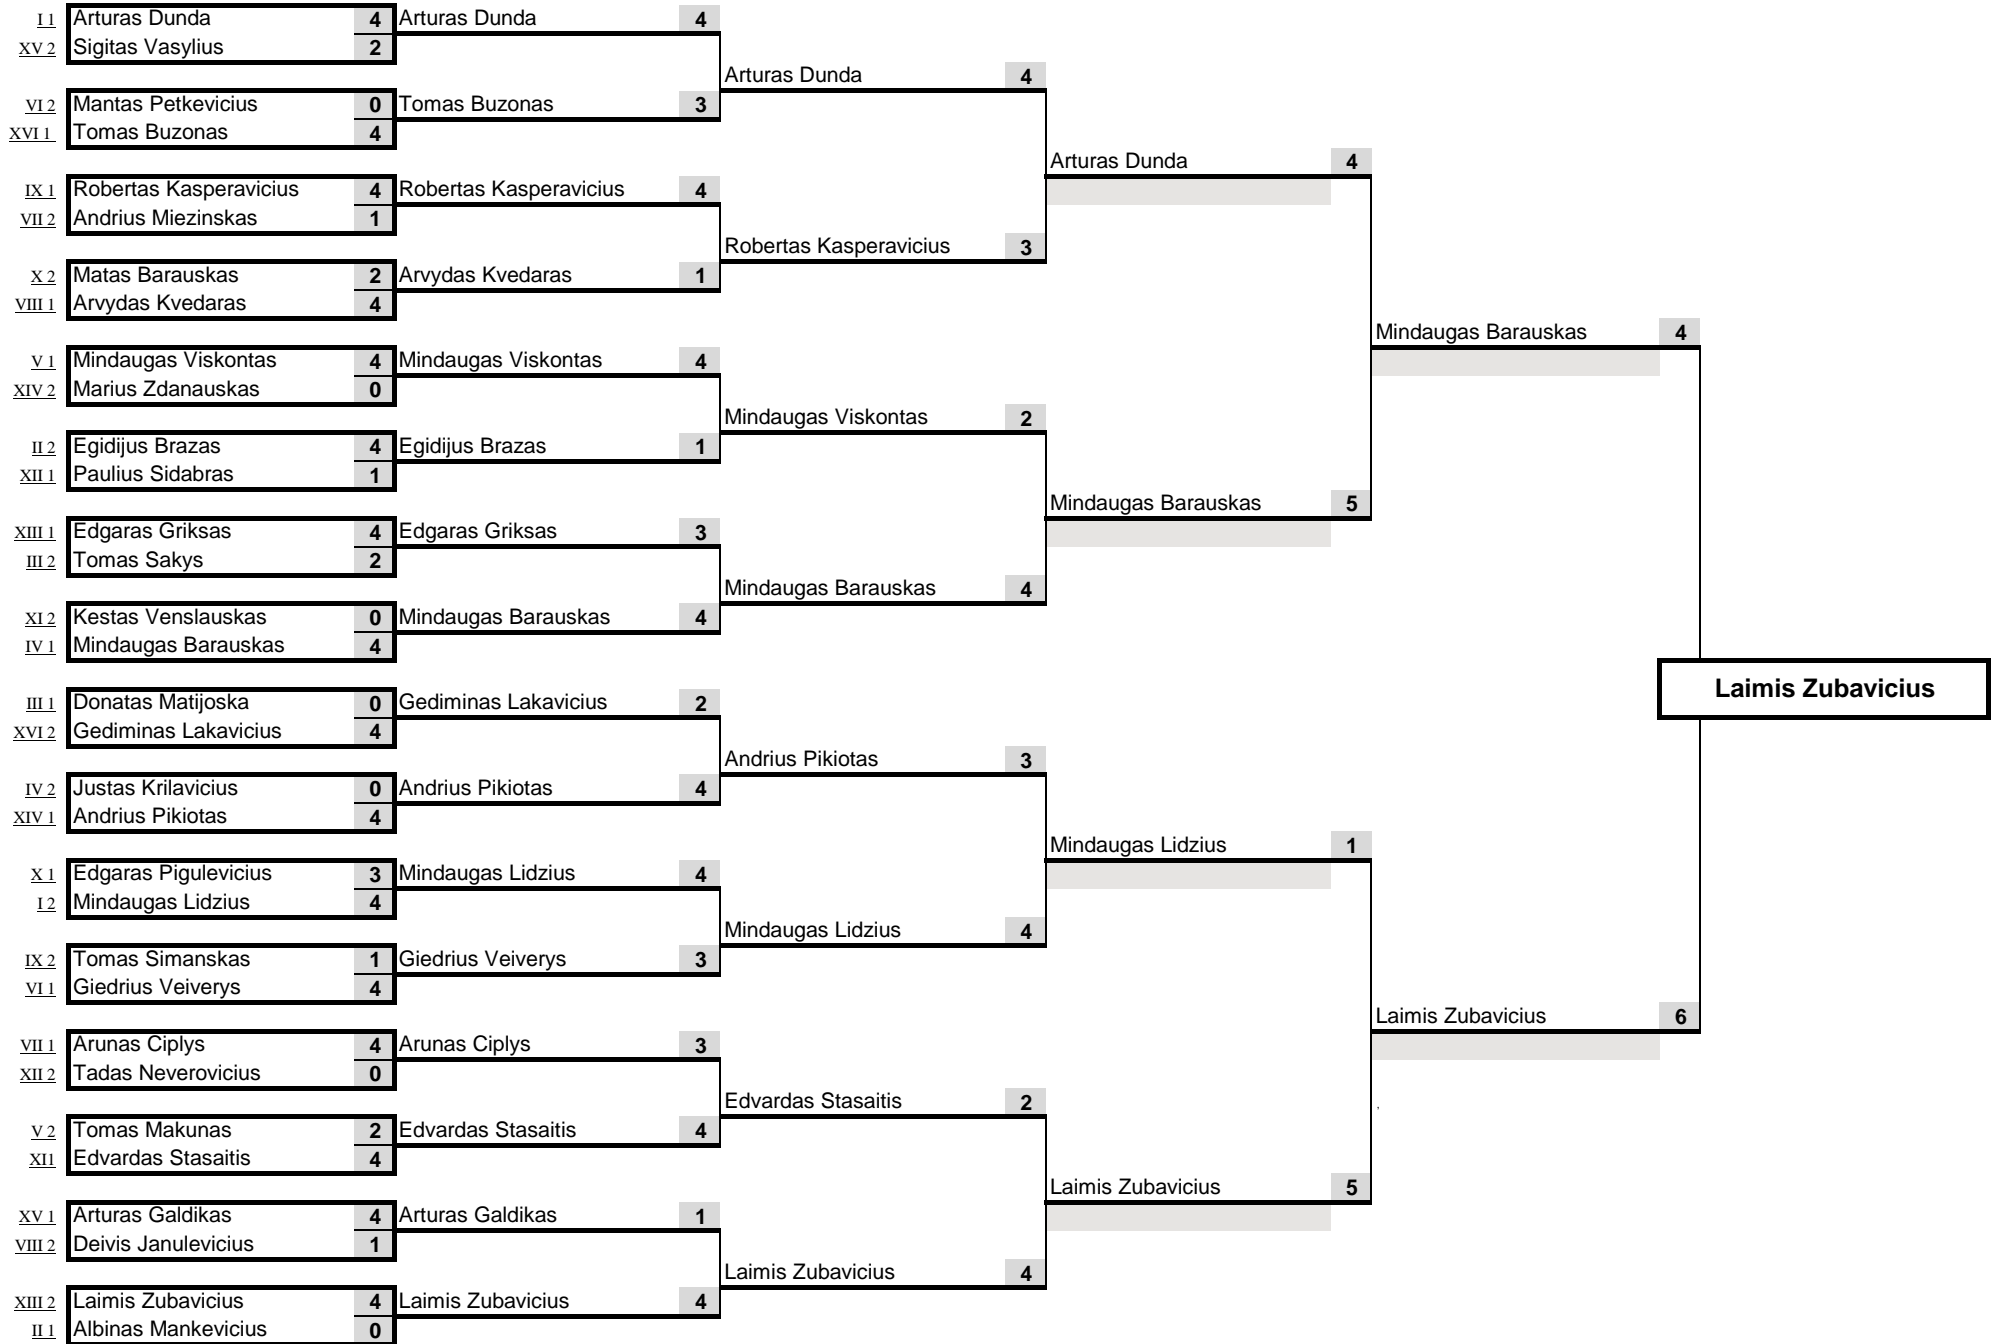 I 1 Arturas Dunda 4 Arturas Dunda 4
XV 2 Sigitas Vasylius 2
Arturas Dunda 4
VI 2 Mantas Petkevicius 0 Tomas Buzonas 3
XVI 1 Tomas Buzonas 4
Arturas Dunda 4
IX 1 Robertas Kasperavicius 4 Robertas Kasperavicius 4
VII 2 Andrius Miezinskas 1
Robertas Kasperavicius 3
X 2 Matas Barauskas 2 Arvydas Kvedaras 1
VIII 1 Arvydas Kvedaras 4
Mindaugas Barauskas 4
V 1 Mindaugas Viskontas 4 Mindaugas Viskontas 4
XIV 2 Marius Zdanauskas 0
Mindaugas Viskontas 2
II 2 Egidijus Brazas 4 Egidijus Brazas 1
XII 1 Paulius Sidabras 1
Mindaugas Barauskas 5
XIII 1 Edgaras Griksas 4 Edgaras Griksas 3
III 2 Tomas Sakys 2
Mindaugas Barauskas 4
XI 2 Kestas Venslauskas 0 Mindaugas Barauskas 4
IV 1 Mindaugas Barauskas 4
Laimis Zubavicius
III 1 Donatas Matijoska 0 Gediminas Lakavicius 2
XVI 2 Gediminas Lakavicius 4
Andrius Pikiotas 3
IV 2 Justas Krilavicius 0 Andrius Pikiotas 4
XIV 1 Andrius Pikiotas 4
Mindaugas Lidzius 1
X 1 Edgaras Pigulevicius 3 Mindaugas Lidzius 4
I 2 Mindaugas Lidzius 4
Mindaugas Lidzius 4
IX 2 Tomas Simanskas 1 Giedrius Veiverys 3
VI 1 Giedrius Veiverys 4
Laimis Zubavicius 6
VII 1 Arunas Ciplys 4 Arunas Ciplys 3
XII 2 Tadas Neverovicius 0
Edvardas Stasaitis 2
,
V 2 Tomas Makunas 2 Edvardas Stasaitis 4
XI1 Edvardas Stasaitis 4
Laimis Zubavicius 5
XV 1 Arturas Galdikas 4 Arturas Galdikas 1
VIII 2 Deivis Janulevicius 1
Laimis Zubavicius 4
XIII 2 Laimis Zubavicius 4 Laimis Zubavicius 4
II 1 Albinas Mankevicius 0